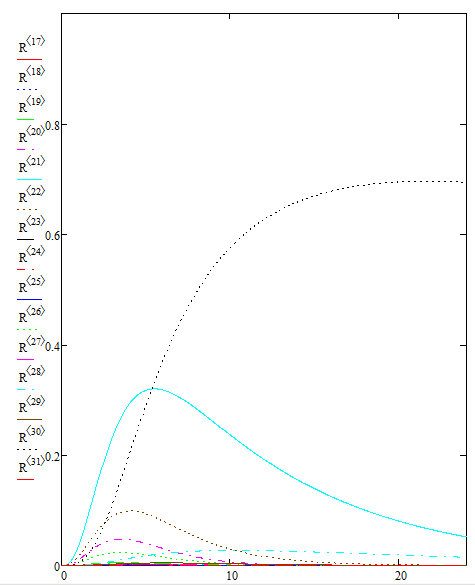 R⟨17⟩
R⟨18⟩
R⟨19⟩
0.8
R⟨20⟩
R⟨21⟩
R⟨22⟩
0.6
R⟨23⟩
R⟨24⟩
R⟨25⟩
R⟨26⟩
0.4
R⟨27⟩
R⟨28⟩
R⟨29⟩
R⟨30⟩
0.2
R⟨31⟩
0
0
10
20